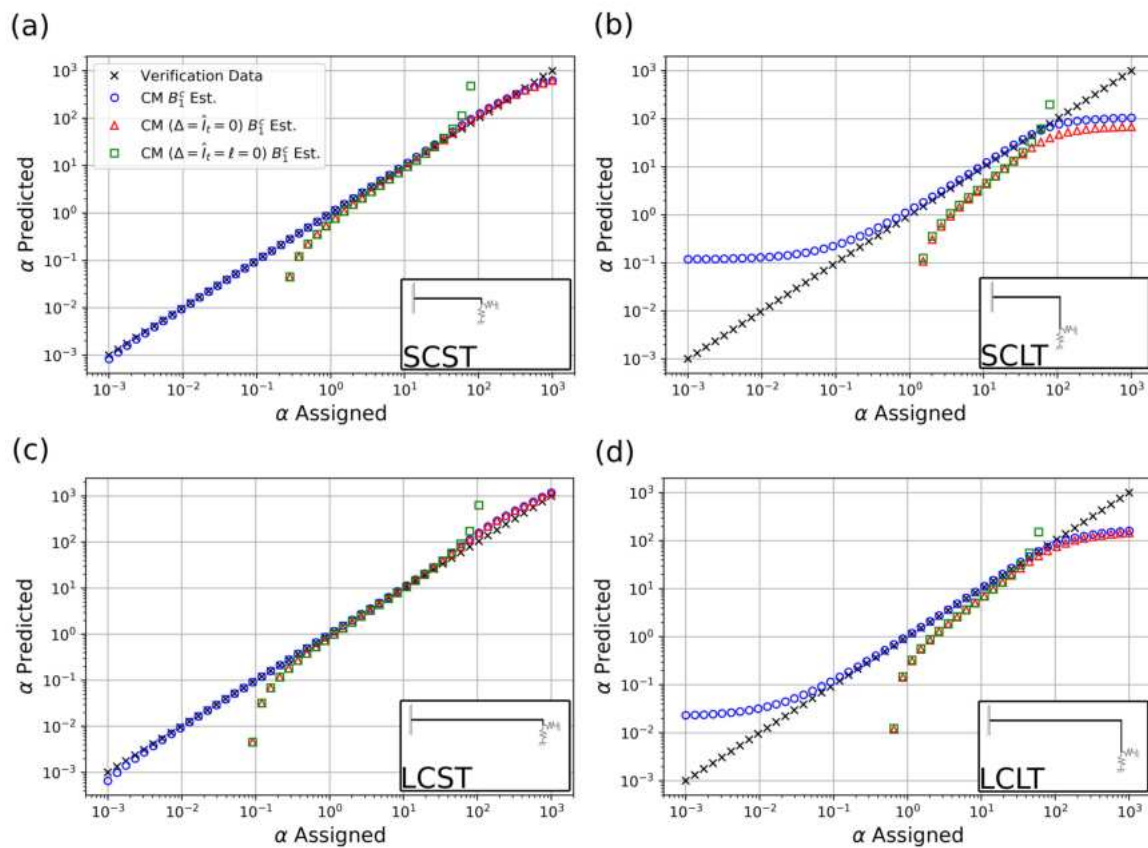 (a)
10³
10²
10¹
10⁰
10⁻¹
10⁻²
10⁻³
α Predicted
Verification Data
CM B₁ᶜ Est.
CM (Δ = Îₜ = 0) B₁ᶜ Est.
CM (Δ = Îₜ = ℓ = 0) B₁ᶜ Est.
SCST
10⁻³ 10⁻² 10⁻¹ 10⁰ 10¹ 10² 10³
α Assigned
(b)
10³
10²
10¹
10⁰
10⁻¹
10⁻²
10⁻³
α Predicted
SCLT
10⁻³ 10⁻² 10⁻¹ 10⁰ 10¹ 10² 10³
α Assigned
(c)
10³
10²
10¹
10⁰
10⁻¹
10⁻²
10⁻³
α Predicted
LCST
10⁻³ 10⁻² 10⁻¹ 10⁰ 10¹ 10² 10³
α Assigned
(d)
10³
10²
10¹
10⁰
10⁻¹
10⁻²
10⁻³
α Predicted
LCLT
10⁻³ 10⁻² 10⁻¹ 10⁰ 10¹ 10² 10³
α Assigned